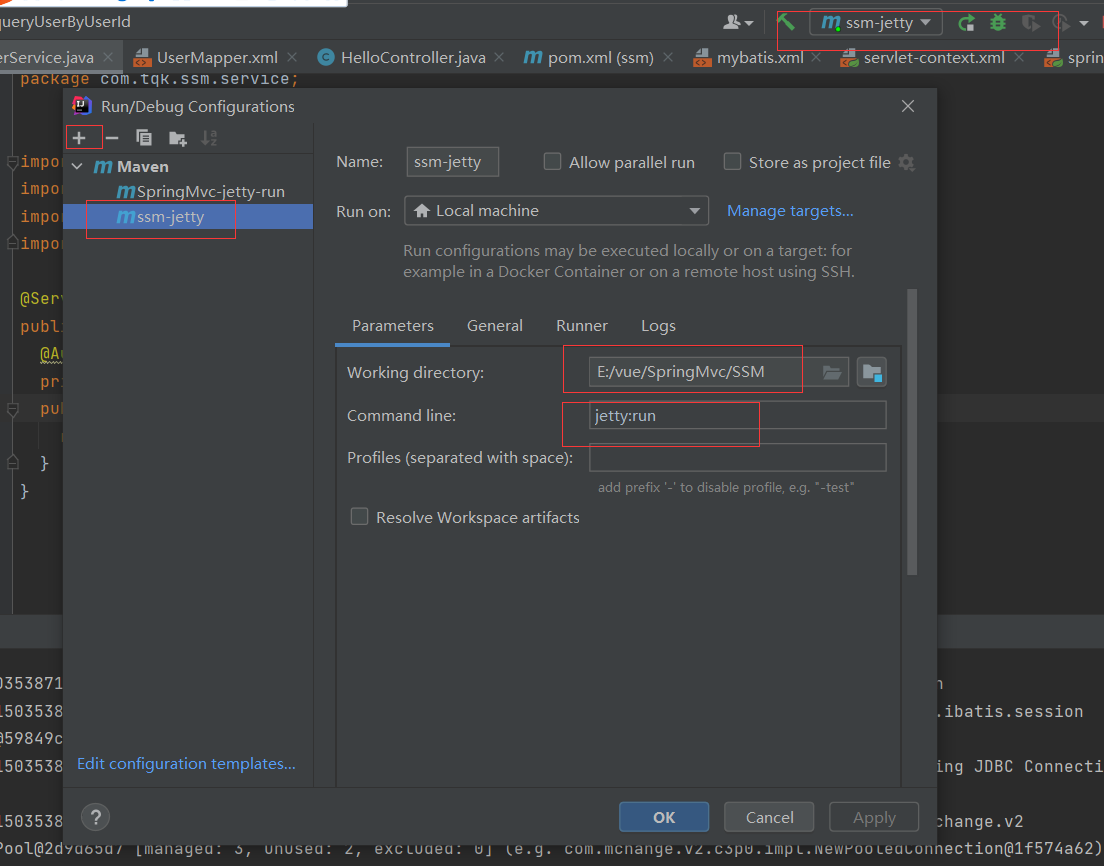 queryUserByUserId
ssm-jetty
erService.java
UserMapper.xml
HelloController.java
pom.xml (ssm)
mybatis.xml
servlet-context.xml
sprin
package com.tqk.ssm.service;
Run/Debug Configurations
impor
impor
impor
impor
@Serv
publi
@Au
pri
pub
}
}
Maven
SpringMvc-jetty-run
ssm-jetty
Edit configuration templates...
Name:
ssm-jetty
Allow parallel run
Store as project file
Run on:
Local machine
Manage targets...
Run configurations may be executed locally or on a target: for
example in a Docker Container or on a remote host using SSH.
Parameters
General
Runner
Logs
Working directory:
E:/vue/SpringMvc/SSM
Command line:
jetty:run
Profiles (separated with space):
add prefix '-' to disable profile, e.g. "-test"
Resolve Workspace artifacts
?
OK
Cancel
Apply
0353871
1503538
.ibatis.session
@59849c
1503538
ing JDBC Connecti
1503538
change.v2
Pool@2d9d65d7 [managed: 3, unused: 2, excluded: 0] (e.g. com.mchange.v2.c3p0.impl.NewPooledConnection@1f574a62)